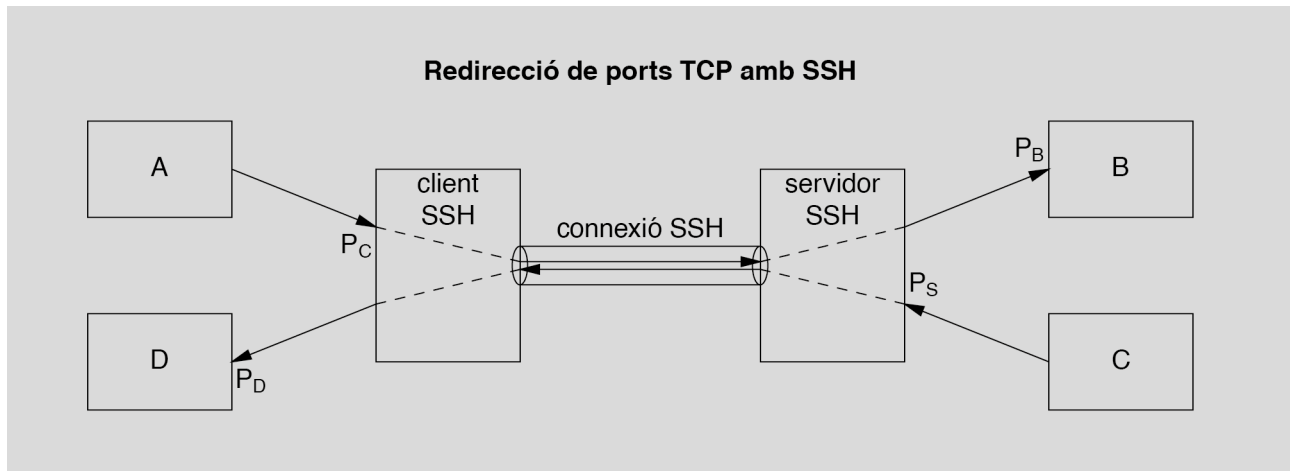 Redirecció de ports TCP amb SSH
A
client
SSH
P_C
connexió SSH
servidor
SSH
P_B
B
P_S
D
P_D
C